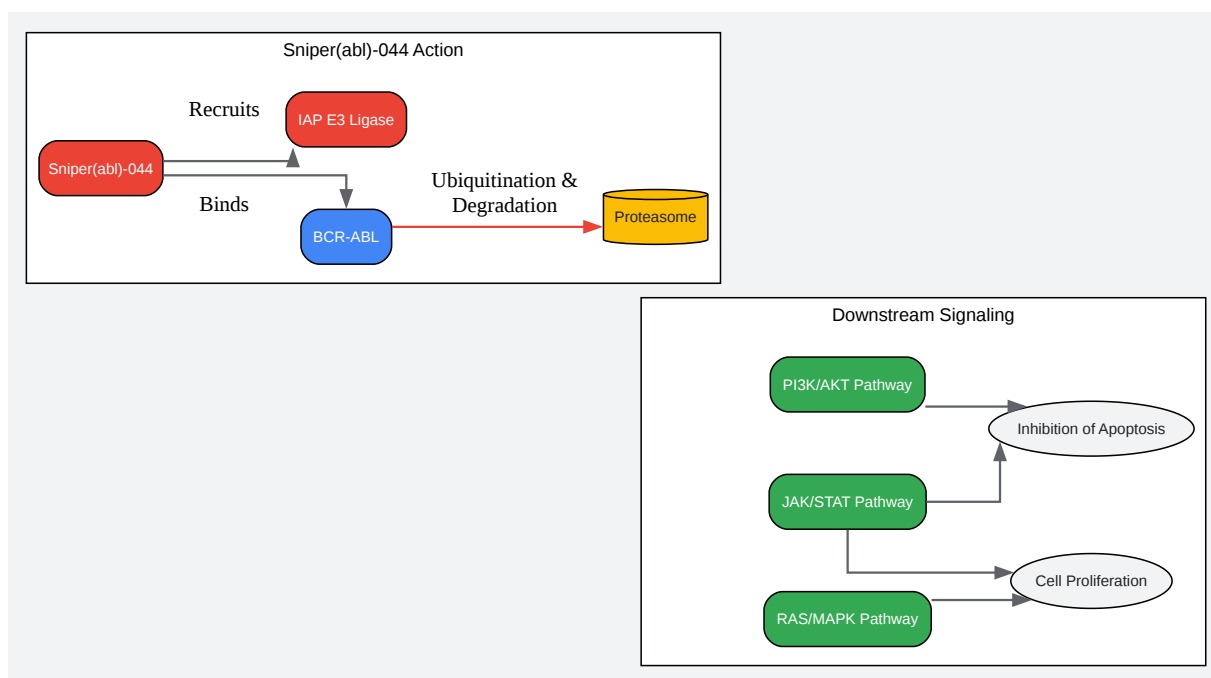 Sniper(abl)-044 Action
Recruits
IAP E3 Ligase
Sniper(abl)-044
Binds
BCR-ABL
Ubiquitination &
Degradation
Proteasome
Downstream Signaling
PI3K/AKT Pathway
Inhibition of Apoptosis
JAK/STAT Pathway
Cell Proliferation
RAS/MAPK Pathway